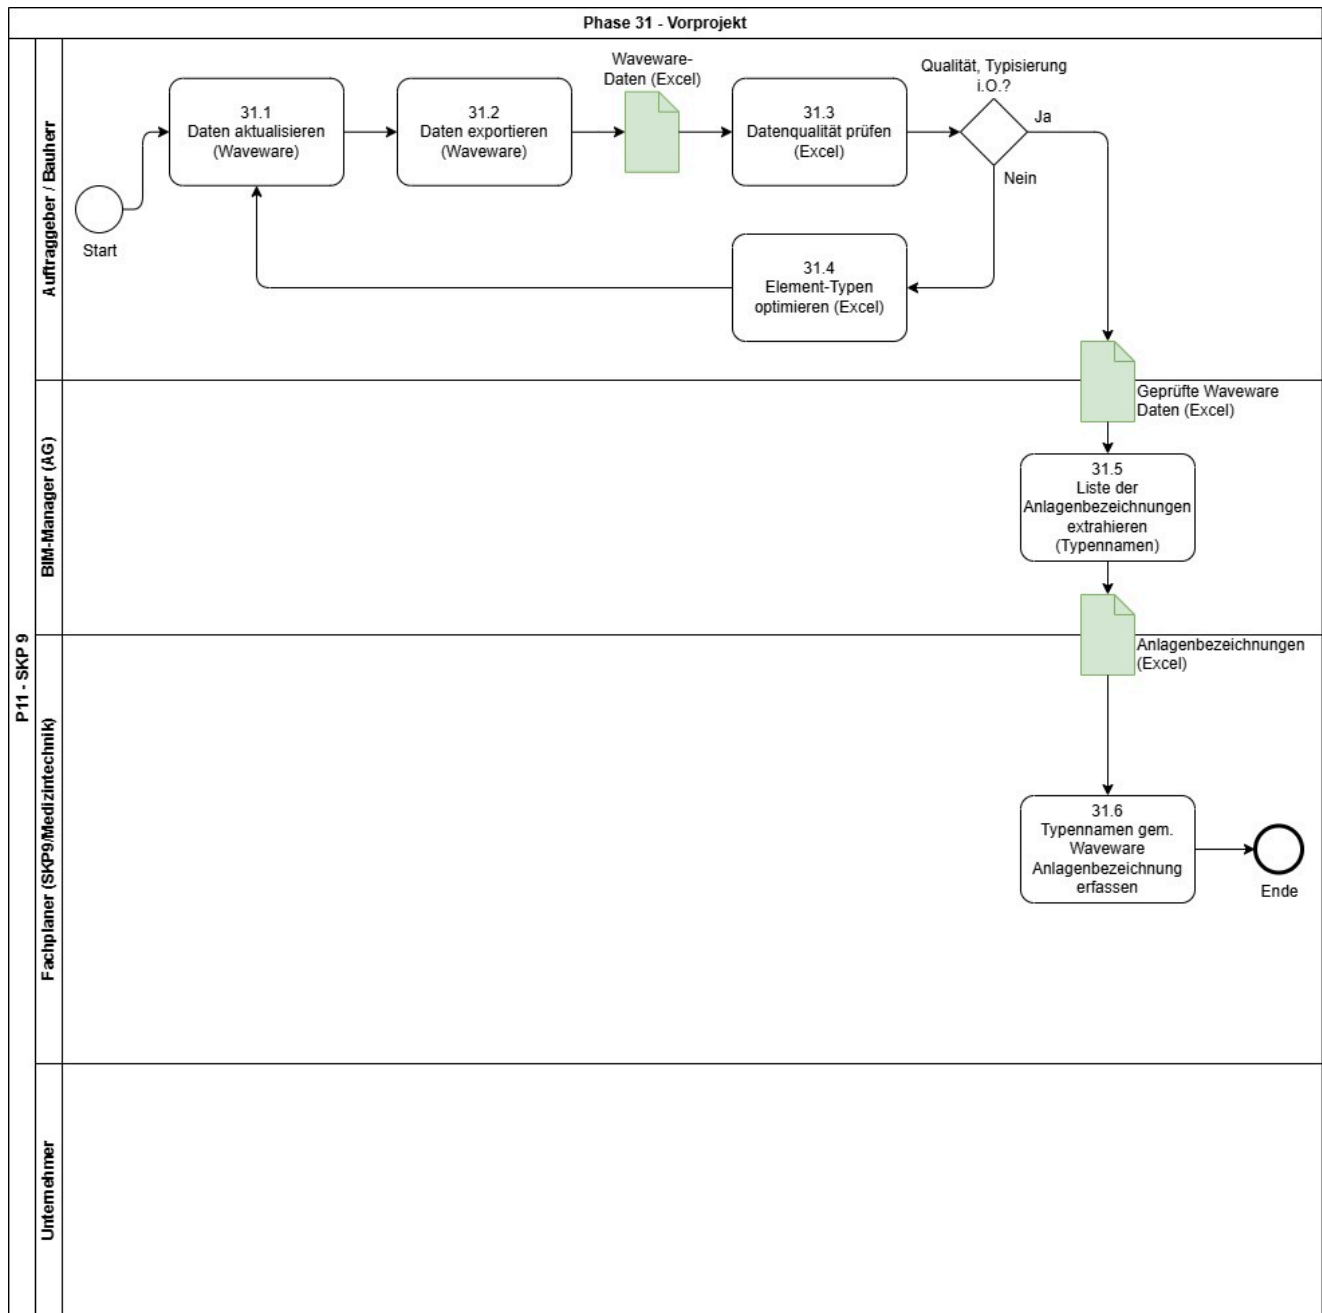 Phase 31 - Vorprojekt
P11 - SKP 9
Auftraggeber / Bauherr
Start
31.1
Daten aktualisieren
(Waveware)
31.2
Daten exportieren
(Waveware)
Waveware-
Daten (Excel)
31.3
Datenqualität prüfen
(Excel)
Qualität, Typisierung
i.O.?
Ja
Nein
31.4
Element-Typen
optimieren (Excel)
Geprüfte Waveware
Daten (Excel)
BIM-Manager (AG)
31.5
Liste der
Anlagenbezeichnungen
extrahieren
(Typennamen)
Anlagenbezeichnungen
(Excel)
Fachplaner (SKP9/Medizintechnik)
31.6
Typennamen gem.
Waveware
Anlagenbezeichnung
erfassen
Ende
Unternehmer